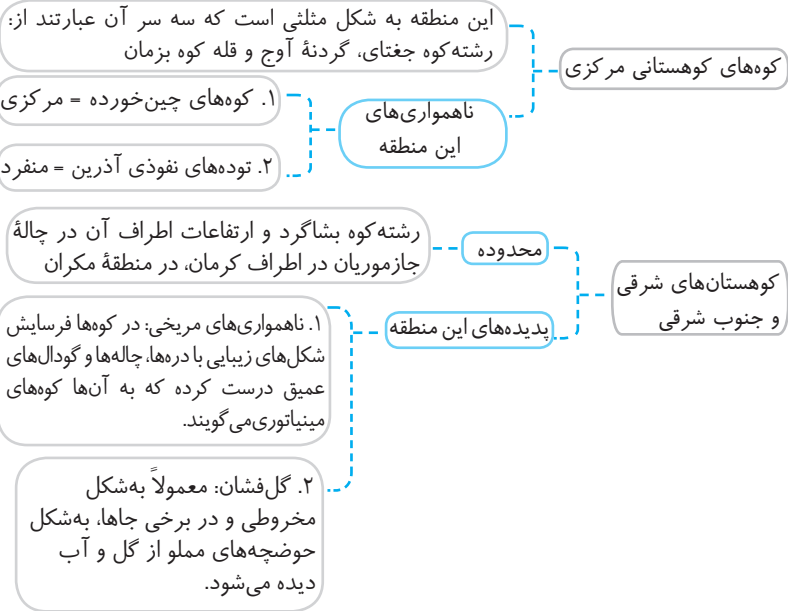 کوه‌های کوهستانی مرکزی
این منطقه به شکل مثلثی است که سه سر آن عبارتند از:
رشته‌کوه جغتای، گردنهٔ آوج و قله کوه بزمان
ناهمواری‌های
این منطقه
۱. کوه‌های چین‌خورده = مرکزی
۲. توده‌های نفوذی آذرین = منفرد
کوهستان‌های شرقی
و جنوب شرقی
محدوده
رشته‌کوه بشاگرد و ارتفاعات اطراف آن در چالهٔ
جازموریان در اطراف کرمان، در منطقهٔ مکران
پدیده‌های این منطقه
۱. ناهمواری‌های مریخی: در کوه‌ها فرسایش
شکل‌های زیبایی با دره‌ها، چاله‌ها و گودال‌های
عمیق درست کرده که به آن‌ها کوه‌های
مینیاتوری می‌گویند.
۲. گل‌فشان: معمولاً به‌شکل
مخروطی و در برخی جاها، به‌شکل
حوضچه‌های مملو از گل و آب
دیده می‌شود.